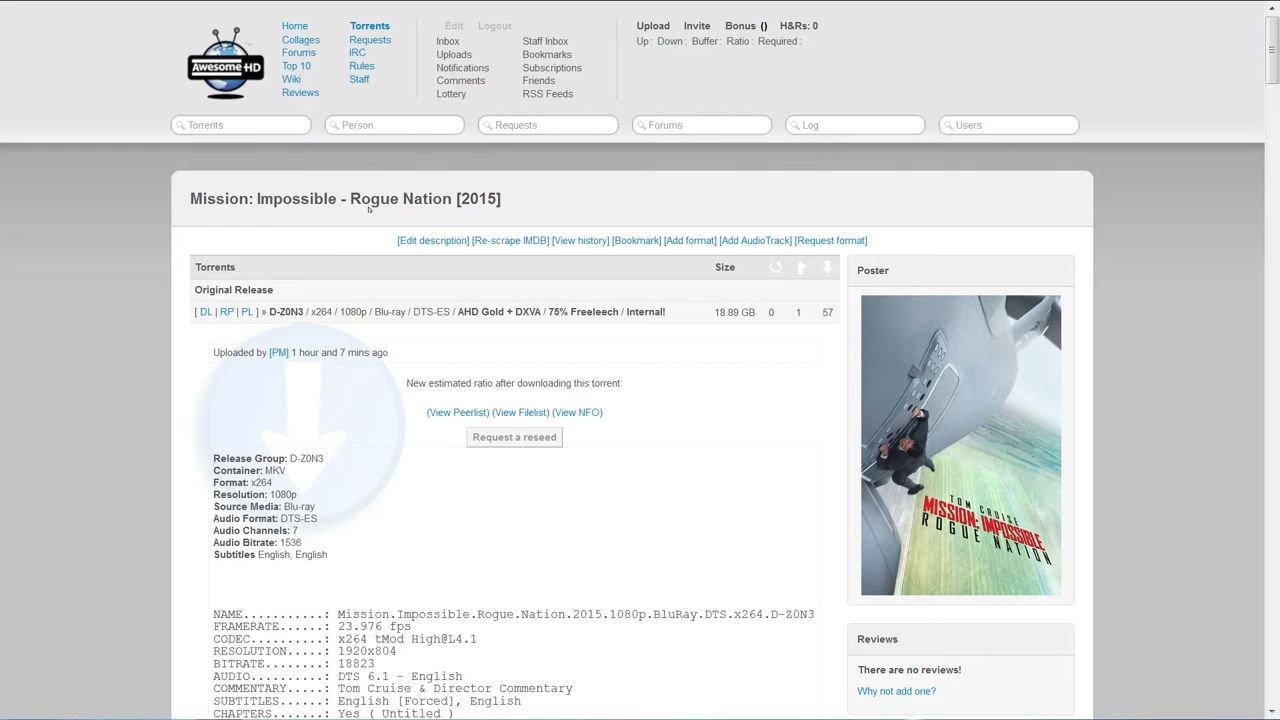 Awesome HD
Home
Collages
Forums
Top 10
Wiki
Reviews
Torrents
Requests
IRC
Rules
Staff
Edit Logout
Inbox
Uploads
Notifications
Comments
Lottery
Staff Inbox
Bookmarks
Subscriptions
Friends
RSS Feeds
Upload Invite Bonus () H&Rs: 0
Up: Down: Buffer: Ratio: Required:
Torrents Person Requests Forums Log Users
Mission: Impossible - Rogue Nation [2015]
[Edit description] [Re-scrape IMDB] [View history] [Bookmark] [Add format] [Add AudioTrack] [Request format]
Torrents Size
Original Release
[ DL | RP | PL ] » D-Z0N3 / x264 / 1080p / Blu-ray / DTS-ES / AHD Gold + DXVA / 75% Freeleech / Internal! 18.89 GB 0 1 57
Uploaded by [PM] 1 hour and 7 mins ago
New estimated ratio after downloading this torrent:
(View Peerlist) (View Filelist) (View NFO)
Request a reseed
Release Group: D-Z0N3
Container: MKV
Format: x264
Resolution: 1080p
Source Media: Blu-ray
Audio Format: DTS-ES
Audio Channels: 7
Audio Bitrate: 1536
Subtitles English, English
NAME...........: Mission.Impossible.Rogue.Nation.2015.1080p.BluRay.DTS.x264.D-Z0N3
FRAMERATE......: 23.976 fps
CODEC..........: x264 tMod High@L4.1
RESOLUTION.....: 1920x804
BITRATE........: 18823
AUDIO..........: DTS 6.1 - English
COMMENTARY.....: Tom Cruise & Director Commentary
SUBTITLES......: English [Forced], English
CHAPTERS.......: Yes ( Untitled )
Poster
TOM CRUISE
MISSION: IMPOSSIBLE
ROGUE NATION
Reviews
There are no reviews!
Why not add one?